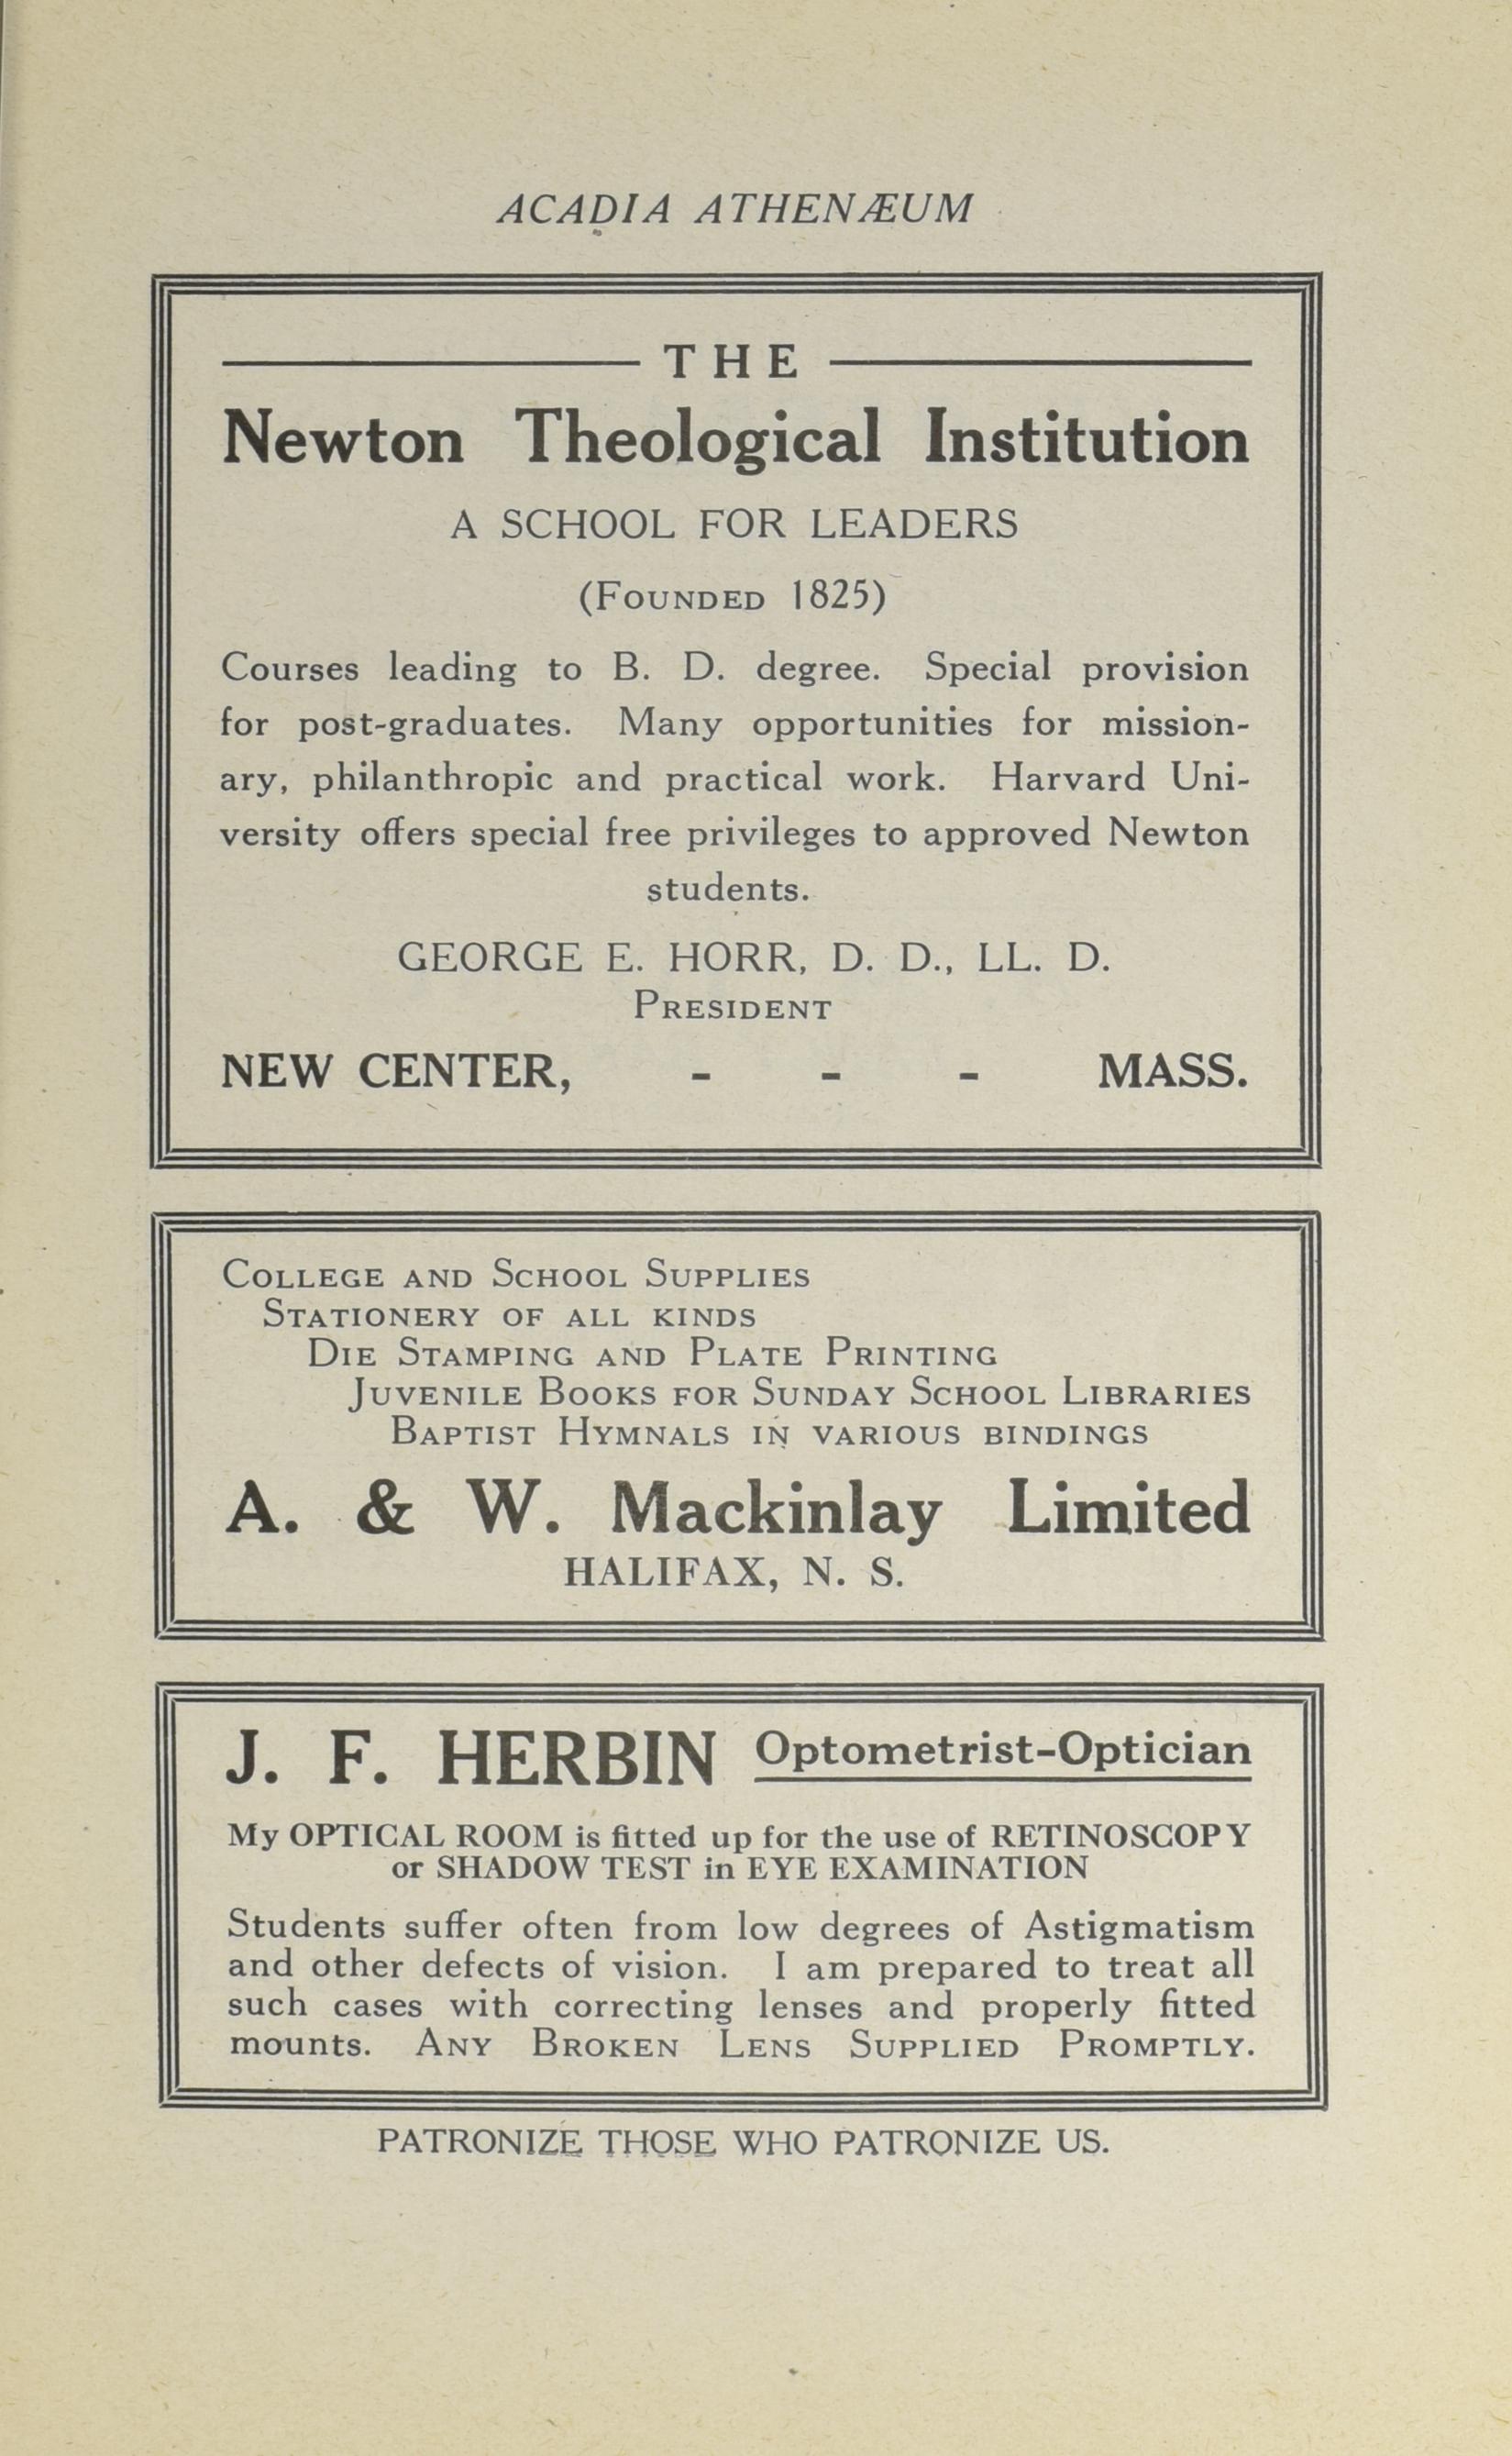 ACADIA ATHENÆUM
THE
Newton Theological Institution
A SCHOOL FOR LEADERS
(FOUNDED 1825)
Courses leading to B. D. degree. Special provision
for post-graduates. Many opportunities for mission-
ary, philanthropic and practical work. Harvard Uni-
versity offers special free privileges to approved Newton
students.
GEORGE E. HORR, D. D., LL. D.
PRESIDENT
NEW CENTER, - - - MASS.
COLLEGE AND SCHOOL SUPPLIES
STATIONERY OF ALL KINDS
DIE STAMPING AND PLATE PRINTING
JUVENILE BOOKS FOR SUNDAY SCHOOL LIBRARIES
BAPTIST HYMNALS IN VARIOUS BINDINGS
A. & W. Mackinlay Limited
HALIFAX, N. S.
J. F. HERBIN Optometrist-Optician
My OPTICAL ROOM is fitted up for the use of RETINOSCOPY
or SHADOW TEST in EYE EXAMINATION
Students suffer often from low degrees of Astigmatism
and other defects of vision. I am prepared to treat all
such cases with correcting lenses and properly fitted
mounts. ANY BROKEN LENS SUPPLIED PROMPTLY.
PATRONIZE THOSE WHO PATRONIZE US.